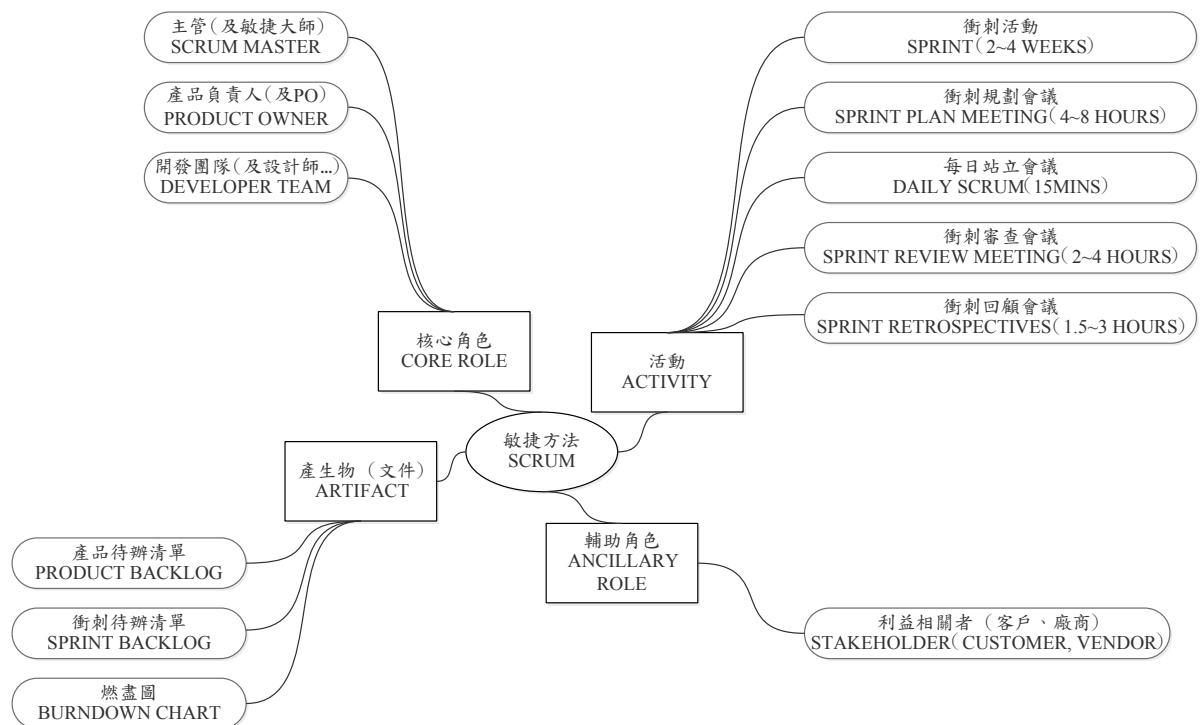 主管(及敏捷大師)
SCRUM MASTER
產品負責人(及PO)
PRODUCT OWNER
開發團隊(及設計師...)
DEVELOPER TEAM
核心角色
CORE ROLE
衝刺活動
SPRINT(2~4 WEEKS)
衝刺規劃會議
SPRINT PLAN MEETING(4~8 HOURS)
每日站立會議
DAILY SCRUM(15MINS)
衝刺審查會議
SPRINT REVIEW MEETING(2~4 HOURS)
衝刺回顧會議
SPRINT RETROSPECTIVES(1.5~3 HOURS)
活動
ACTIVITY
敏捷方法
SCRUM
產生物(文件)
ARTIFACT
產品待辦清單
PRODUCT BACKLOG
衝刺待辦清單
SPRINT BACKLOG
燃盡圖
BURNDOWN CHART
輔助角色
ANCILLARY
ROLE
利益相關者(客戶、廠商)
STAKEHOLDER(CUSTOMER, VENDOR)